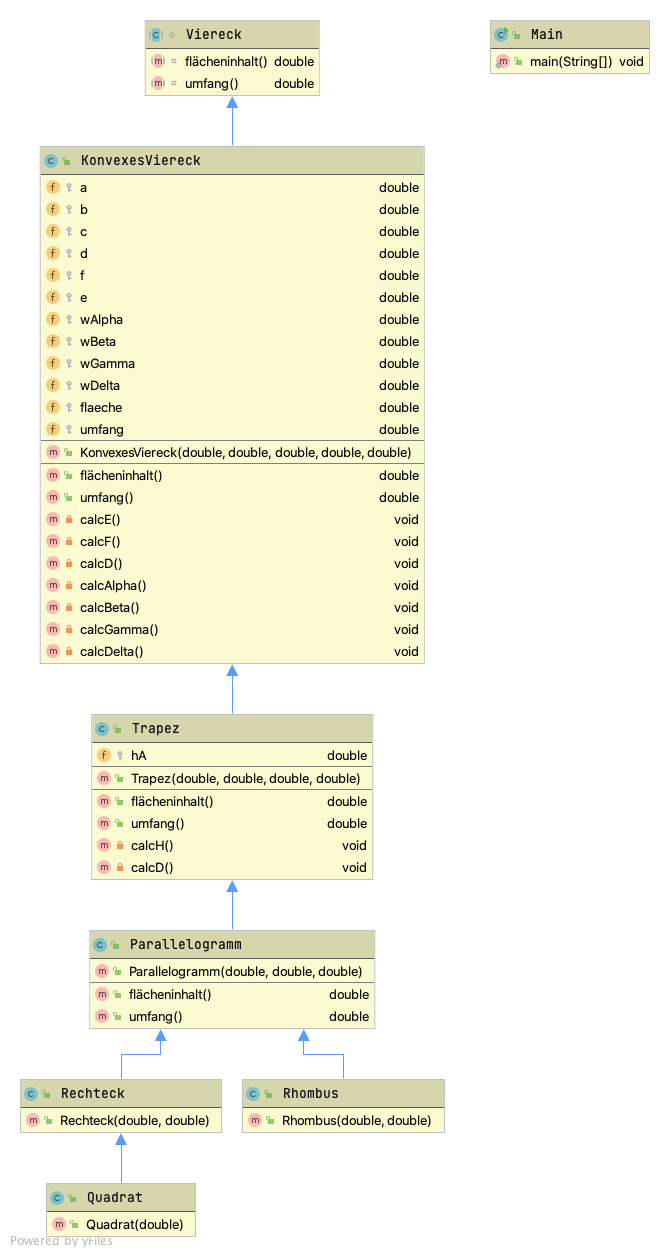 Viereck
flächeninhalt() double
umfang() double
Main
main(String[]) void
KonvexesViereck
a double
b double
c double
d double
f double
e double
wAlpha double
wBeta double
wGamma double
wDelta double
flaeche double
umfang double
KonvexesViereck(double, double, double, double, double)
flächeninhalt() double
umfang() double
calcE() void
calcF() void
calcD() void
calcAlpha() void
calcBeta() void
calcGamma() void
calcDelta() void
Trapez
hA double
Trapez(double, double, double, double)
flächeninhalt() double
umfang() double
calcH() void
calcD() void
Parallelogramm
Parallelogramm(double, double, double)
flächeninhalt() double
umfang() double
Rechteck
Rechteck(double, double)
Rhombus
Rhombus(double, double)
Quadrat
Quadrat(double)
Powered by yFiles